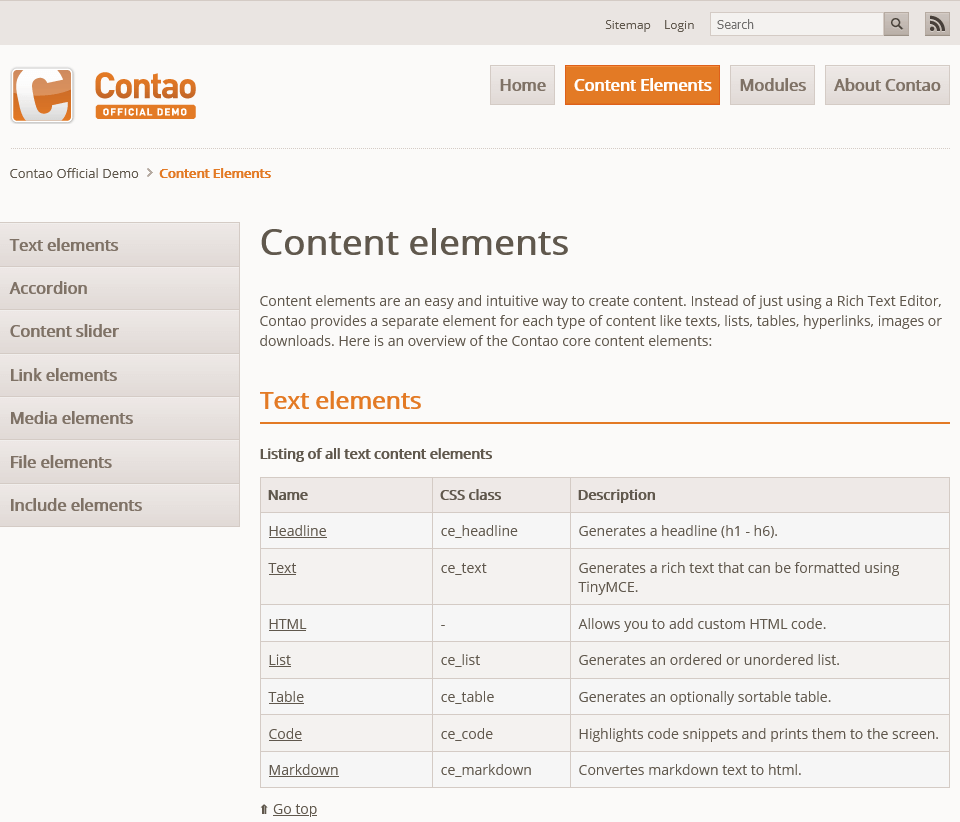 Sitemap Login Search
Contao
OFFICIAL DEMO
Home Content Elements Modules About Contao
Contao Official Demo Content Elements
Text elements
Accordion
Content slider
Link elements
Media elements
File elements
Include elements
Content elements
Content elements are an easy and intuitive way to create content. Instead of just using a Rich Text Editor,
Contao provides a separate element for each type of content like texts, lists, tables, hyperlinks, images or
downloads. Here is an overview of the Contao core content elements:
Text elements
Listing of all text content elements
Name CSS class Description
Headline ce_headline Generates a headline (h1 - h6).
Text ce_text Generates a rich text that can be formatted using
TinyMCE.
HTML - Allows you to add custom HTML code.
List ce_list Generates an ordered or unordered list.
Table ce_table Generates an optionally sortable table.
Code ce_code Highlights code snippets and prints them to the screen.
Markdown ce_markdown Convertes markdown text to html.
Go top